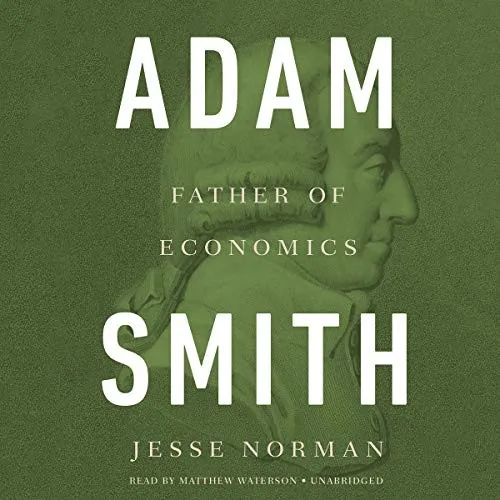 ADAM
FATHER OF
ECONOMICS
SMITH
JESSE NORMAN
READ BY MATTHEW WATERSON • UNABRIDGED